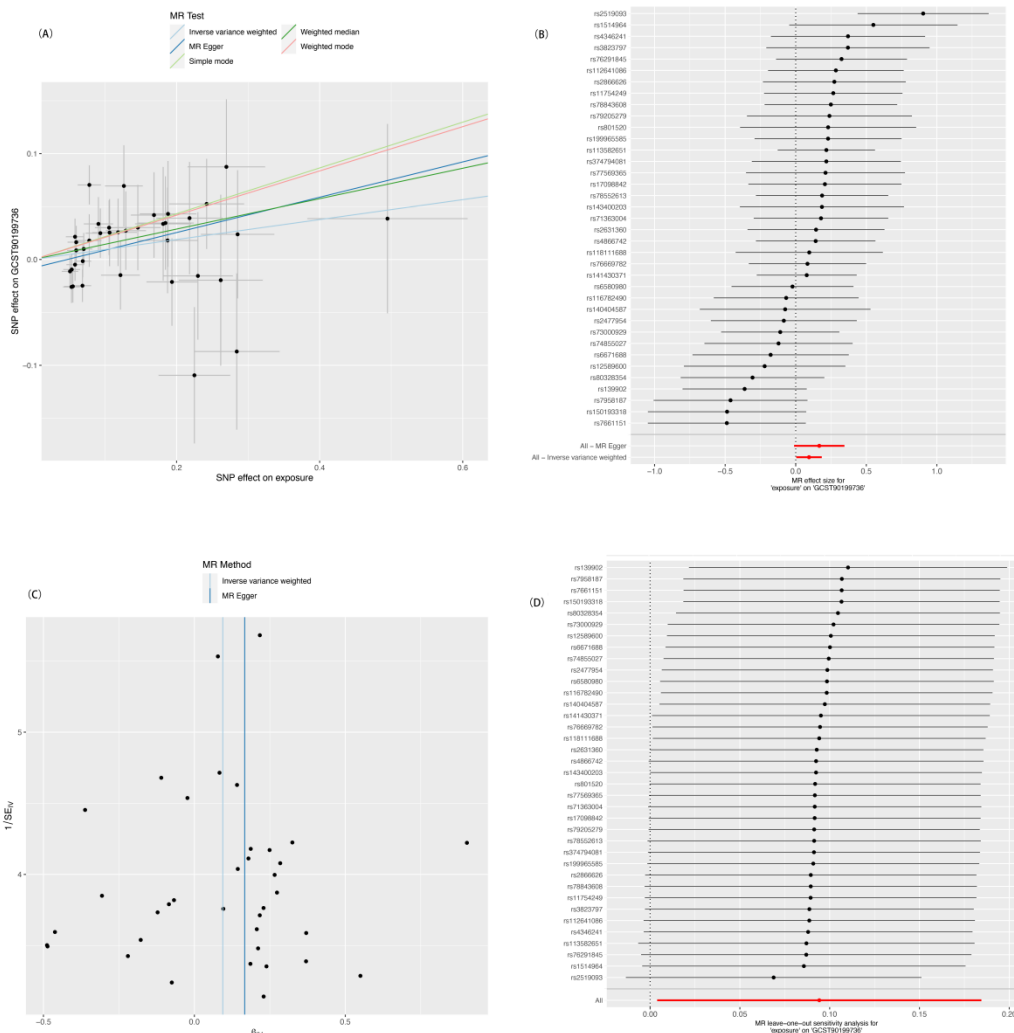 (A)
MR Test
Inverse variance weighted
Weighted median
MR Egger
Weighted mode
Simple mode
SNP effect on GCST90199736
0.1
0.0
−0.1
0.2
0.4
0.6
SNP effect on exposure
(B)
rs2519093
rs1514964
rs4346241
rs3823797
rs76291845
rs112641086
rs2866626
rs11754249
rs78843608
rs79205279
rs801520
rs199965585
rs113582651
rs374794081
rs77569365
rs17098842
rs78552613
rs143400203
rs71363004
rs2631360
rs4866742
rs118111688
rs76669782
rs141430371
rs6580980
rs116782490
rs140404587
rs2477954
rs73000929
rs74855027
rs6671688
rs12589600
rs80328354
rs139902
rs7958187
rs150193318
rs7661151
All − MR Egger
All − Inverse variance weighted
−1.0
−0.5
0.0
0.5
1.0
MR effect size for
'exposure' on 'GCST90199736'
(C)
MR Method
Inverse variance weighted
MR Egger
1/SE_IV
5
4
−0.5
0.0
0.5
(D)
rs139902
rs7958187
rs7661151
rs150193318
rs80328354
rs73000929
rs12589600
rs6671688
rs74855027
rs2477954
rs6580980
rs116782490
rs140404587
rs141430371
rs76669782
rs118111688
rs2631360
rs4866742
rs143400203
rs801520
rs77569365
rs71363004
rs17098842
rs79205279
rs78552613
rs374794081
rs199965585
rs2866626
rs78843608
rs11754249
rs3823797
rs112641086
rs4346241
rs113582651
rs76291845
rs1514964
rs2519093
All
0.00
0.05
0.10
0.15
0.20
MR leave−one−out sensitivity analysis for
'exposure' on 'GCST90199736'